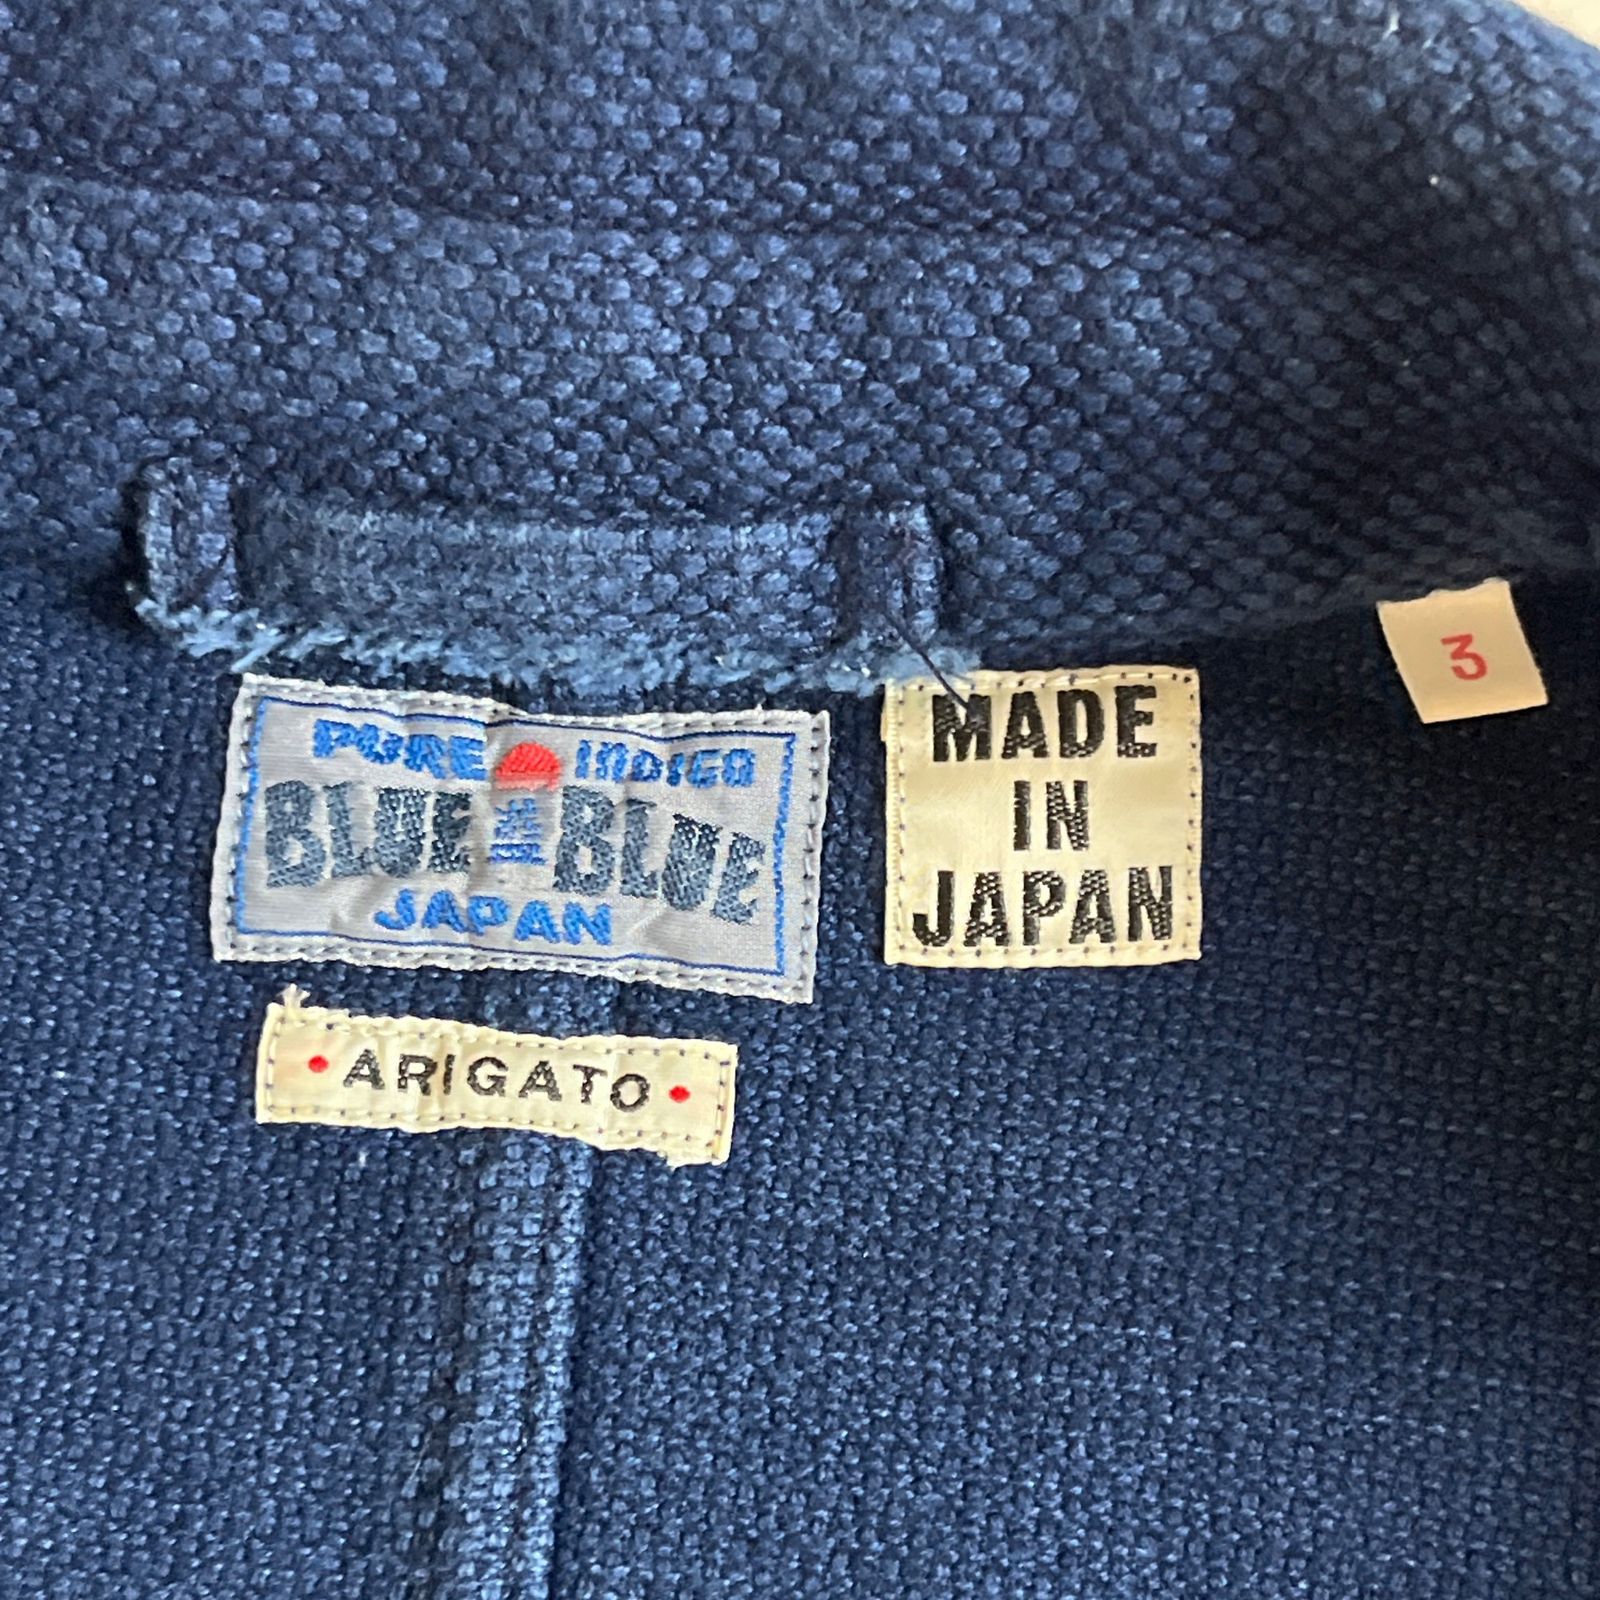 PURE INDIGO
BLUE BLUE
JAPAN
MADE
IN
JAPAN
3
• ARIGATO •